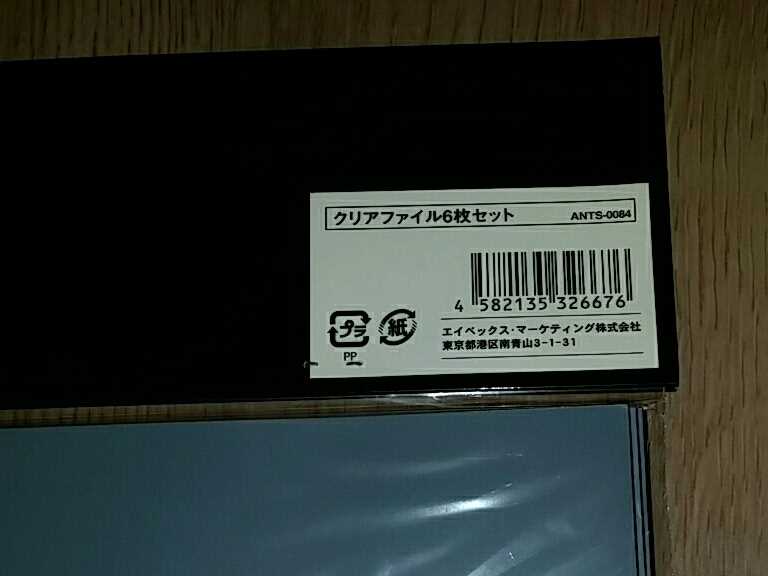 クリアファイル6枚セット ANTS-0084
4 582135 326676
プラ 紙
PP
エイベックス・マーケティング株式会社
東京都港区南青山3-1-31